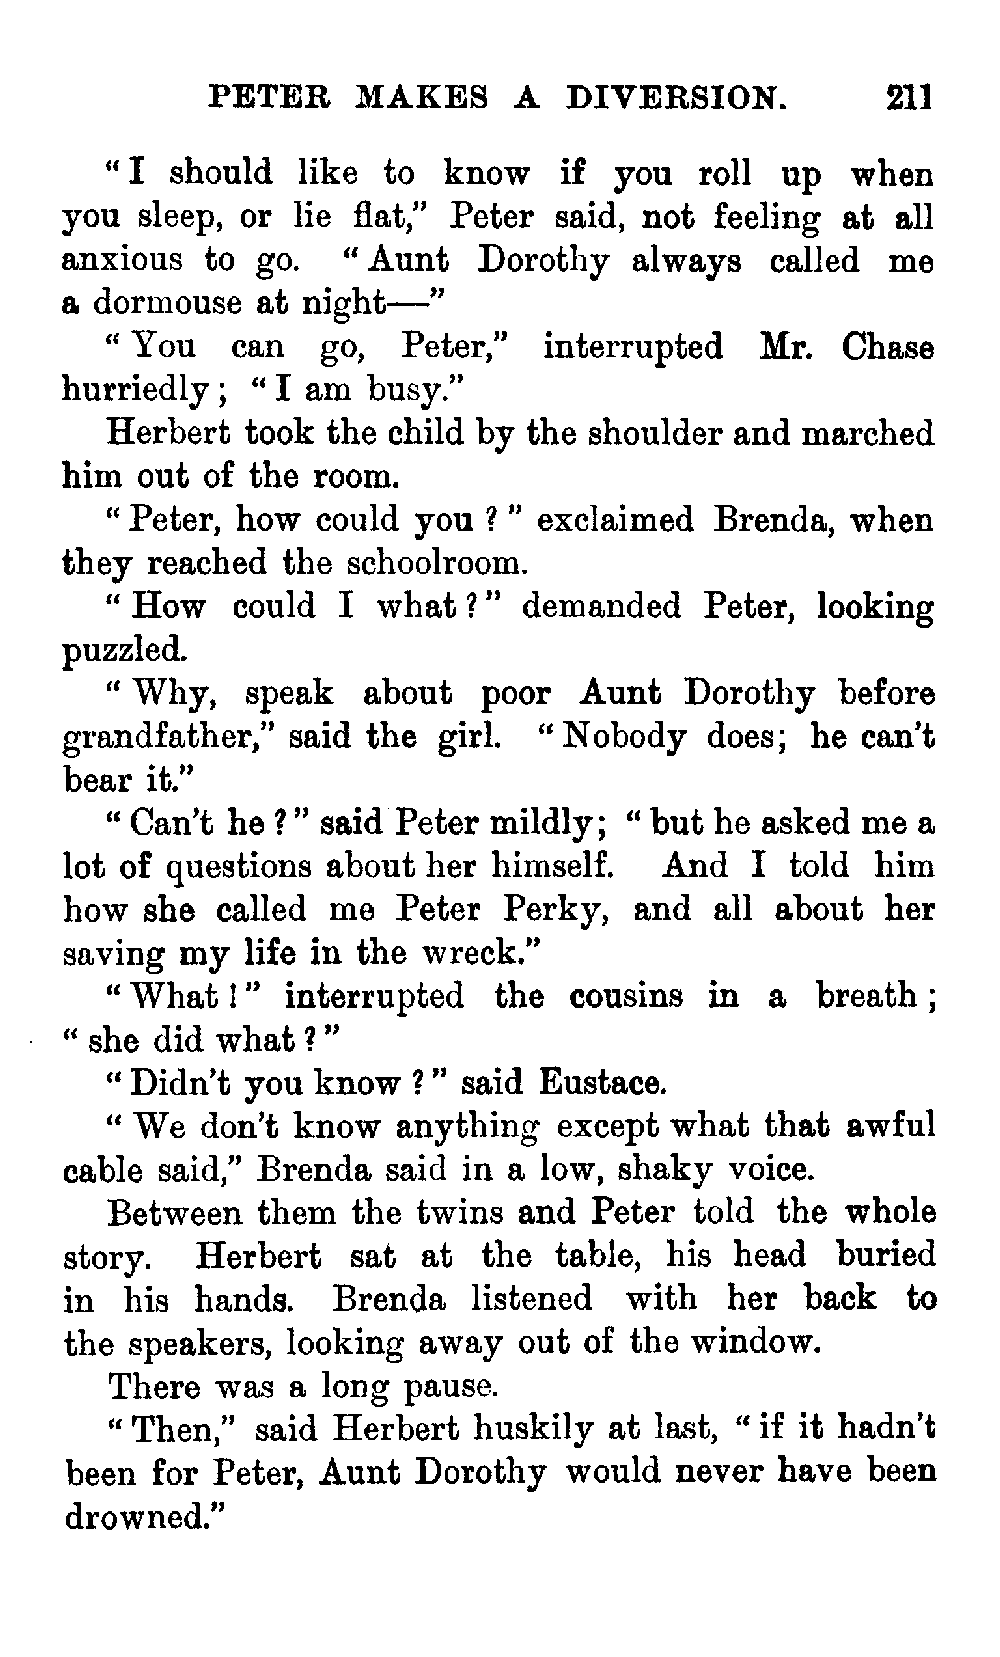 PETER MAKES A DIVERSION. 211
"I should like to know if you roll up when
you sleep, or lie flat," Peter said, not feeling at all
anxious to go. "Aunt Dorothy always called me
a dormouse at night—"
"You can go, Peter," interrupted Mr. Chase
hurriedly; "I am busy."
Herbert took the child by the shoulder and marched
him out of the room.
"Peter, how could you?" exclaimed Brenda, when
they reached the schoolroom.
"How could I what?" demanded Peter, looking
puzzled.
"Why, speak about poor Aunt Dorothy before
grandfather," said the girl. "Nobody does; he can't
bear it."
"Can't he?" said Peter mildly; "but he asked me a
lot of questions about her himself. And I told him
how she called me Peter Perky, and all about her
saving my life in the wreck."
"What!" interrupted the cousins in a breath;
"she did what?"
"Didn't you know?" said Eustace.
"We don't know anything except what that awful
cable said," Brenda said in a low, shaky voice.
Between them the twins and Peter told the whole
story. Herbert sat at the table, his head buried
in his hands. Brenda listened with her back to
the speakers, looking away out of the window.
There was a long pause.
"Then," said Herbert huskily at last, "if it hadn't
been for Peter, Aunt Dorothy would never have been
drowned."